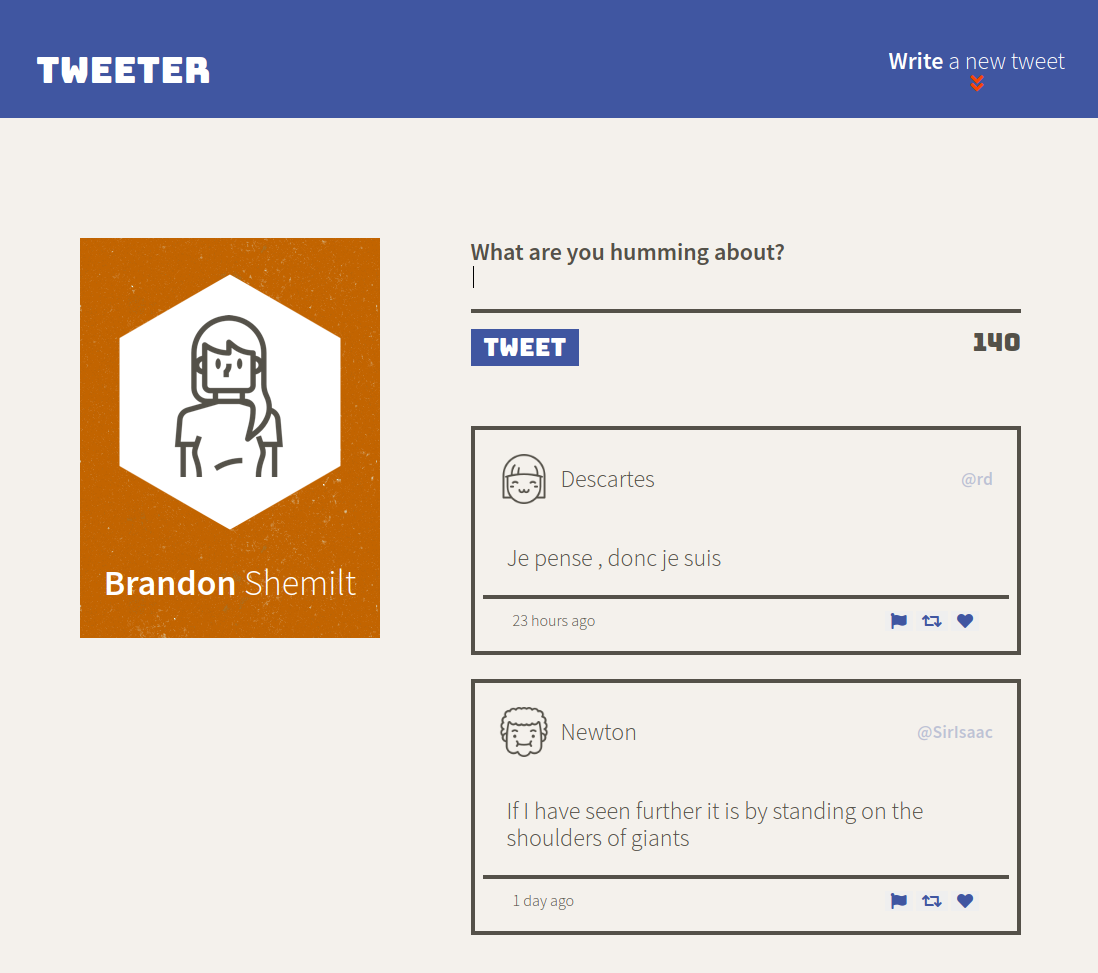 TWEETER
Write a new tweet
Brandon Shemilt
What are you humming about?
TWEET
140
Descartes
@rd
Je pense , donc je suis
23 hours ago
Newton
@SirIsaac
If I have seen further it is by standing on the
shoulders of giants
1 day ago